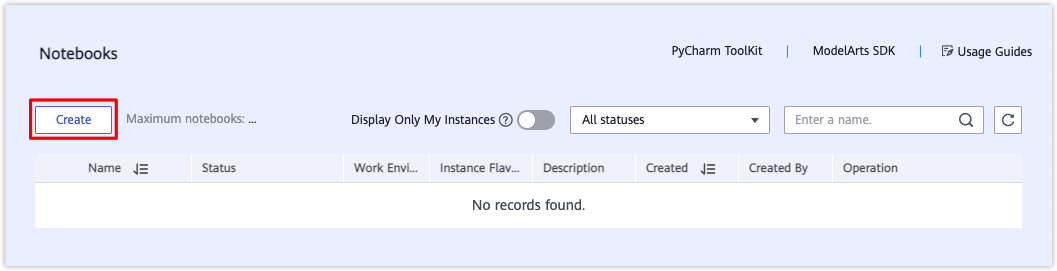 Notebooks
PyCharm ToolKit | ModelArts SDK | Usage Guides
Create Maximum notebooks: ... Display Only My Instances ? All statuses Enter a name.
Name Status Work Envi... Instance Flav... Description Created Created By Operation
No records found.